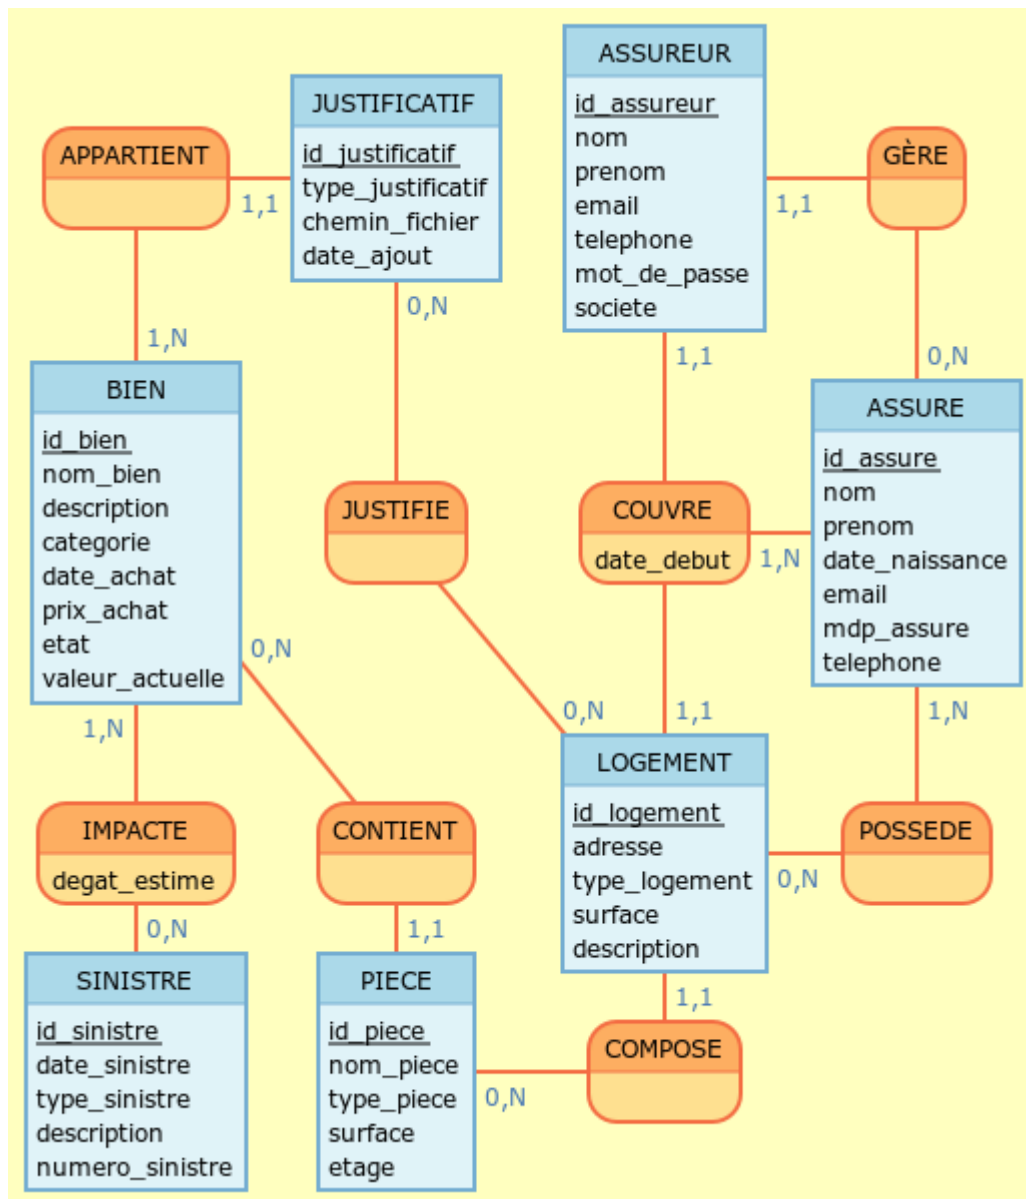 ASSUREUR
id_assureur
nom
prenom
email
telephone
mot_de_passe
societe
JUSTIFICATIF
id_justificatif
type_justificatif
chemin_fichier
date_ajout
APPARTIENT
GÈRE
1,1
1,1
0,N
1,N
1,1
0,N
BIEN
id_bien
nom_bien
description
categorie
date_achat
prix_achat
etat
valeur_actuelle
ASSURE
id_assure
nom
prenom
date_naissance
email
mdp_assure
telephone
JUSTIFIE
COUVRE
date_debut
1,N
0,N
1,N
0,N
1,1
1,N
LOGEMENT
id_logement
adresse
type_logement
surface
description
IMPACTE
degat_estime
CONTIENT
POSSEDE
0,N
0,N
1,1
1,1
SINISTRE
id_sinistre
date_sinistre
type_sinistre
description
numero_sinistre
PIECE
id_piece
nom_piece
type_piece
surface
etage
COMPOSE
0,N